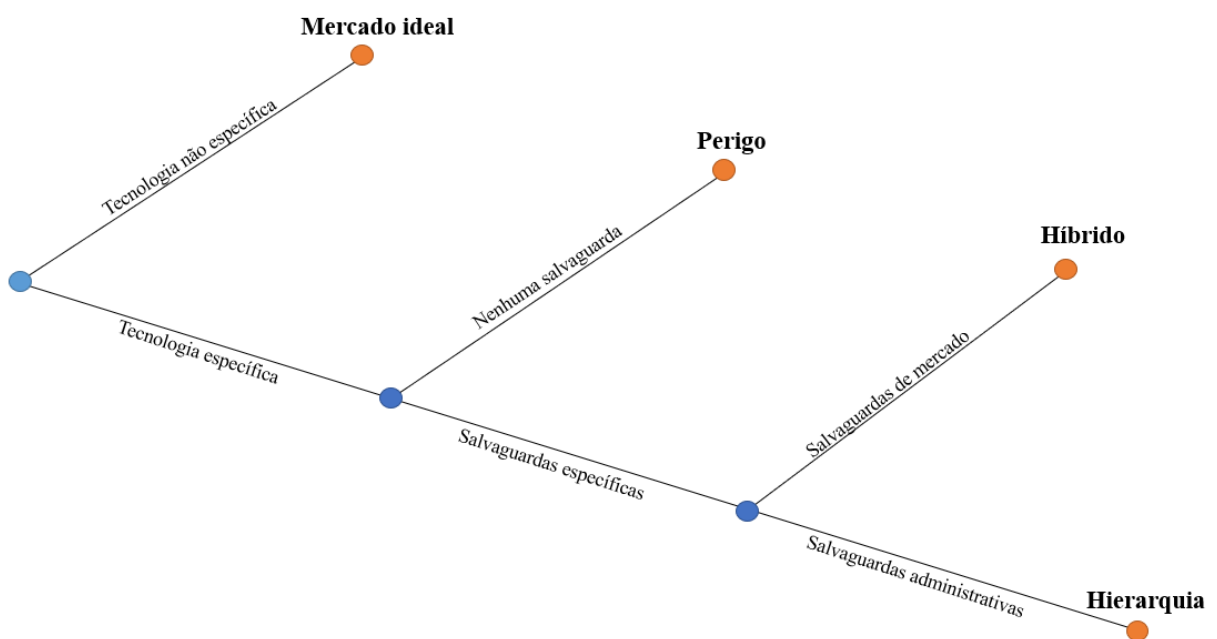 Mercado ideal
Tecnologia não específica
Perigo
Nenhuma salvaguarda
Híbrido
Tecnologia específica
Salvaguardas de mercado
Salvaguardas específicas
Salvaguardas administrativas
Hierarquia